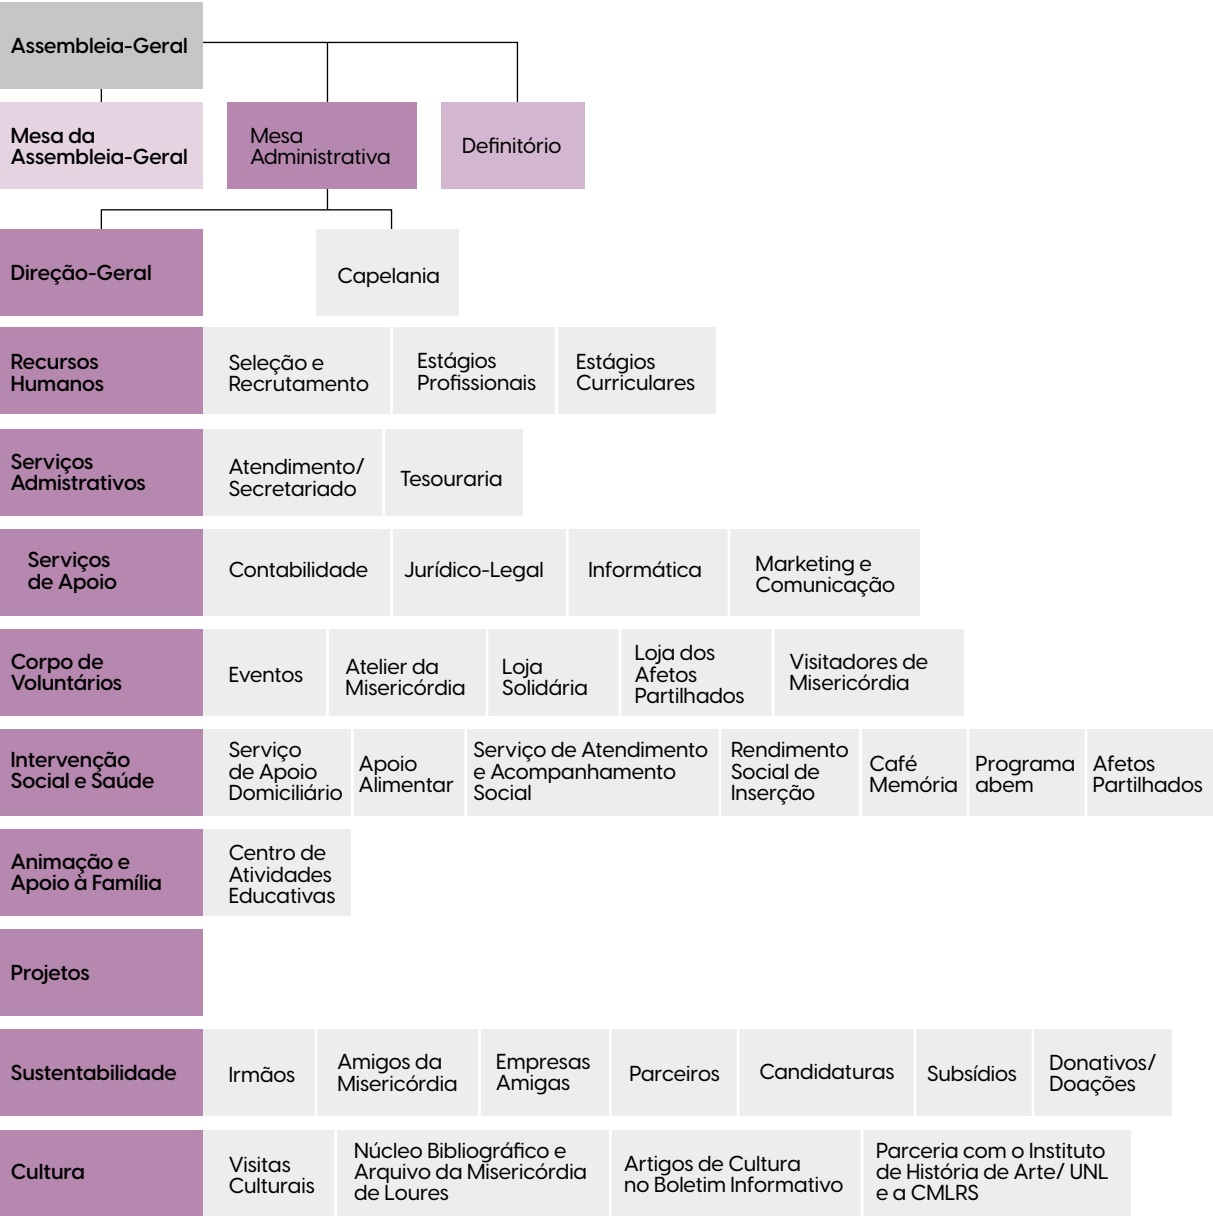 Assembleia-Geral
Mesa da
Assembleia-Geral
Mesa
Administrativa
Definitório
Direção-Geral
Capelania
Recursos
Humanos
Seleção e
Recrutamento
Estágios
Profissionais
Estágios
Curriculares
Serviços
Admistrativos
Atendimento/
Secretariado
Tesouraria
Serviços
de Apoio
Contabilidade
Jurídico-Legal
Informática
Marketing e
Comunicação
Corpo de
Voluntários
Eventos
Atelier da
Misericórdia
Loja
Solidária
Loja dos
Afetos
Partilhados
Visitadores de
Misericórdia
Intervenção
Social e Saúde
Serviço
de Apoio
Domiciliário
Apoio
Alimentar
Serviço de Atendimento
e Acompanhamento
Social
Rendimento
Social de
Inserção
Café
Memória
Programa
abem
Afetos
Partilhados
Animação e
Apoio à Família
Centro de
Atividades
Educativas
Projetos
Sustentabilidade
Irmãos
Amigos da
Misericórdia
Empresas
Amigas
Parceiros
Candidaturas
Subsídios
Donativos/
Doações
Cultura
Visitas
Culturais
Núcleo Bibliográfico e
Arquivo da Misericórdia
de Loures
Artigos de Cultura
no Boletim Informativo
Parceria com o Instituto
de História de Arte/ UNL
e a CMLRS